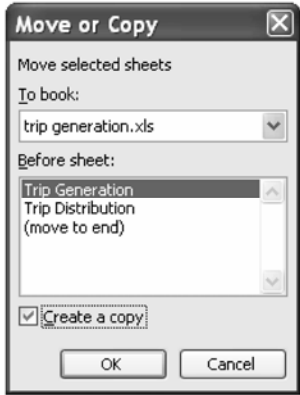 Move or Copy
Move selected sheets
To book:
trip generation.xls
Before sheet:
Trip Generation
Trip Distribution
(move to end)
Create a copy
OK Cancel